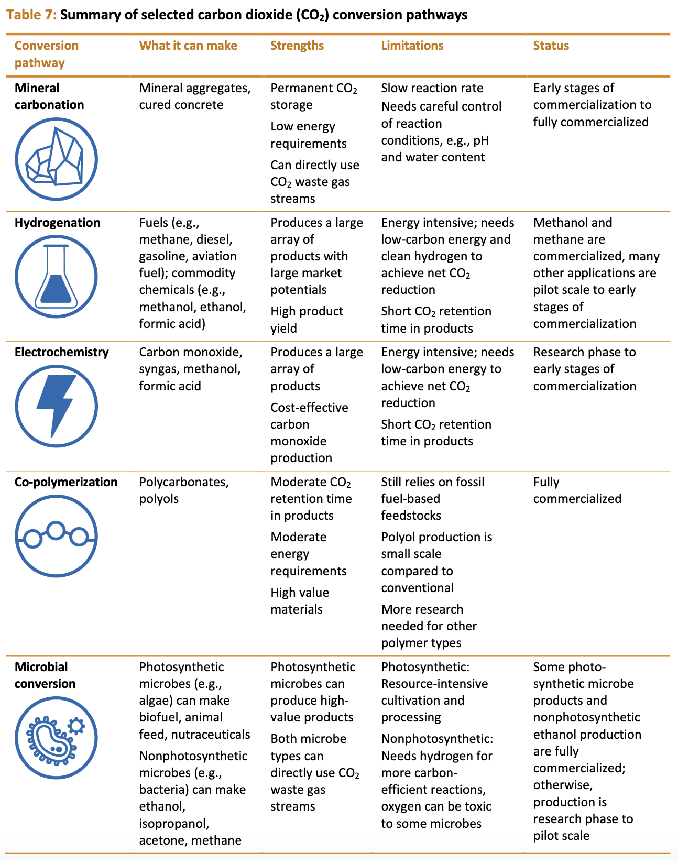 Table 7: Summary of selected carbon dioxide (CO₂) conversion pathways
Conversion
pathway
What it can make
Strengths
Limitations
Status
Mineral
carbonation
Mineral aggregates,
cured concrete
Permanent CO₂
storage
Low energy
requirements
Can directly use
CO₂ waste gas
streams
Slow reaction rate
Needs careful control
of reaction
conditions, e.g., pH
and water content
Early stages of
commercialization to
fully commercialized
Hydrogenation
Fuels (e.g.,
methane, diesel,
gasoline, aviation
fuel); commodity
chemicals (e.g.,
methanol, ethanol,
formic acid)
Produces a large
array of
products with
large market
potentials
High product
yield
Energy intensive; needs
low-carbon energy and
clean hydrogen to
achieve net CO₂
reduction
Short CO₂ retention
time in products
Methanol and
methane are
commercialized, many
other applications are
pilot scale to early
stages of
commercialization
Electrochemistry
Carbon monoxide,
syngas, methanol,
formic acid
Produces a large
array of
products
Cost-effective
carbon
monoxide
production
Energy intensive; needs
low-carbon energy to
achieve net CO₂
reduction
Short CO₂ retention
time in products
Research phase to
early stages of
commercialization
Co-polymerization
Polycarbonates,
polyols
Moderate CO₂
retention time
in products
Moderate
energy
requirements
High value
materials
Still relies on fossil
fuel-based
feedstocks
Polyol production is
small scale
compared to
conventional
More research
needed for other
polymer types
Fully
commercialized
Microbial
conversion
Photosynthetic
microbes (e.g.,
algae) can make
biofuel, animal
feed, nutraceuticals
Nonphotosynthetic
microbes (e.g.,
bacteria) can make
ethanol,
isopropanol,
acetone, methane
Photosynthetic
microbes can
produce high-
value products
Both microbe
types can
directly use CO₂
waste gas
streams
Photosynthetic:
Resource-intensive
cultivation and
processing
Nonphotosynthetic:
Needs hydrogen for
more carbon-
efficient reactions,
oxygen can be toxic
to some microbes
Some photo-
synthetic microbe
products and
nonphotosynthetic
ethanol production
are fully
commercialized;
otherwise,
production is
research phase to
pilot scale